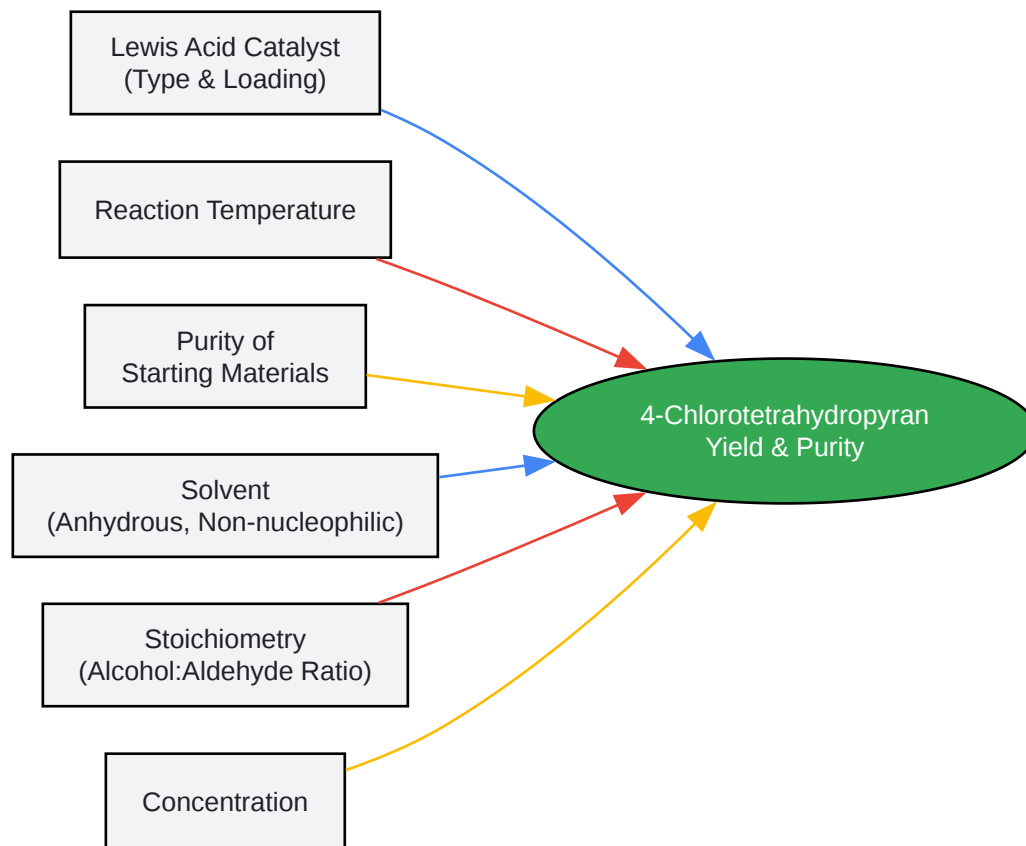 Lewis Acid Catalyst
(Type & Loading)
Reaction Temperature
Purity of
Starting Materials
Solvent
(Anhydrous, Non-nucleophilic)
Stoichiometry
(Alcohol:Aldehyde Ratio)
Concentration
4-Chlorotetrahydropyran
Yield & Purity